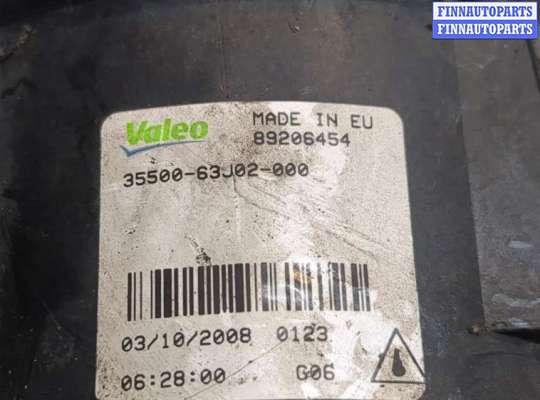 FINNAUTOPARTS
FINNAUTOPARTS
Valeo
MADE IN EU
89206454
35500-63J02-000
03/10/2008 0123
06:28:00 G06